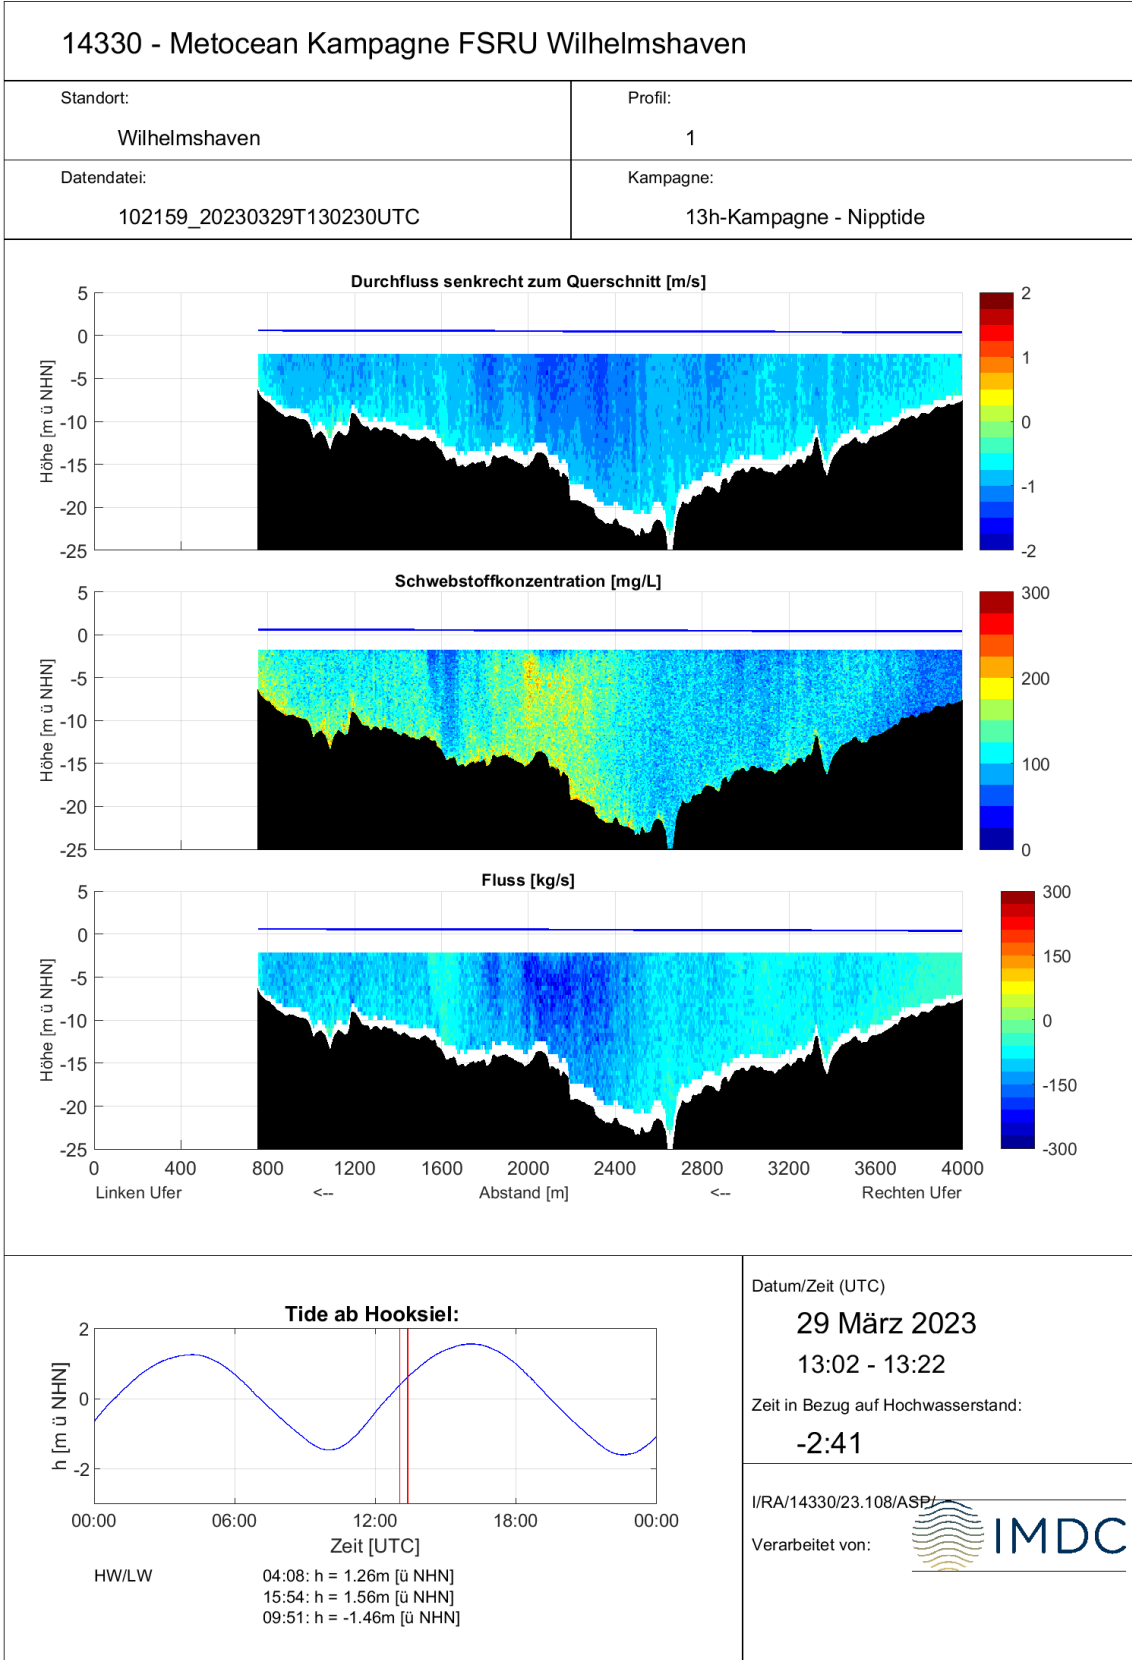 14330 - Metocean Kampagne FSRU Wilhelmshaven
Standort:
Profil:
Wilhelmshaven
1
Datendatei:
Kampagne:
102159_20230329T130230UTC
13h-Kampagne - Nipptide
Durchfluss senkrecht zum Querschnitt [m/s]
5
0
-5
-10
-15
-20
-25
Höhe [m ü NHN]
2
1
0
-1
-2
Schwebstoffkonzentration [mg/L]
5
0
-5
-10
-15
-20
-25
Höhe [m ü NHN]
300
200
100
0
Fluss [kg/s]
5
0
-5
-10
-15
-20
-25
Höhe [m ü NHN]
300
150
0
-150
-300
0 400 800 1200 1600 2000 2400 2800 3200 3600 4000
Linken Ufer <-- Abstand [m] <-- Rechten Ufer
Tide ab Hooksiel:
2
0
-2
h [m ü NHN]
00:00 06:00 12:00 18:00 00:00
Zeit [UTC]
HW/LW
04:08: h = 1.26m [ü NHN]
15:54: h = 1.56m [ü NHN]
09:51: h = -1.46m [ü NHN]
Datum/Zeit (UTC)
29 März 2023
13:02 - 13:22
Zeit in Bezug auf Hochwasserstand:
-2:41
I/RA/14330/23.108/ASP/
Verarbeitet von:
IMDC